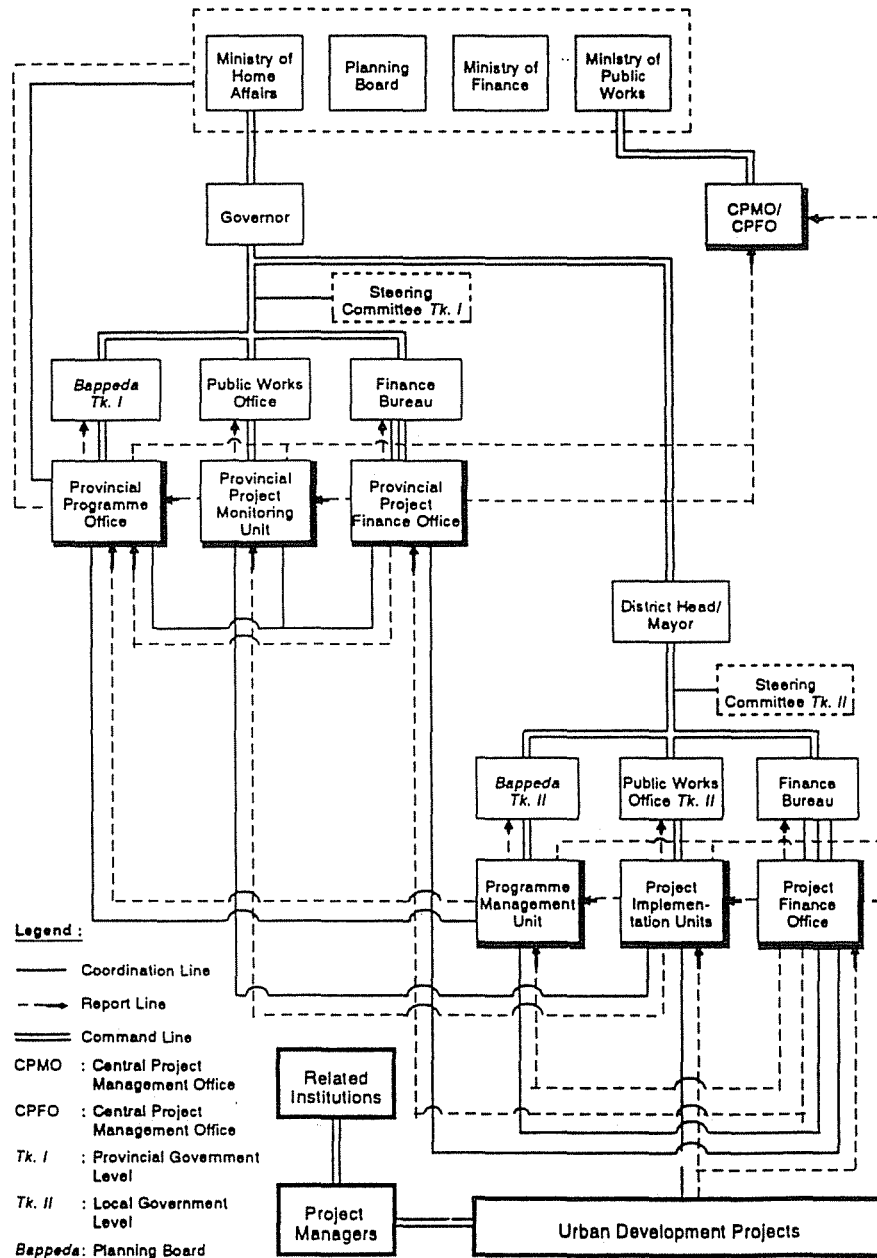 Ministry of
Home
Affairs
Planning
Board
Ministry of
Finance
Ministry of
Public
Works
Governor
CPMO/
CPFO
Steering
Committee Tk. I
Bappeda
Tk. I
Public Works
Office
Finance
Bureau
Provincial
Programme
Office
Provincial
Project
Monitoring
Unit
Provincial
Project
Finance Office
District Head/
Mayor
Steering
Committee Tk. II
Bappeda
Tk. II
Public Works
Office Tk. II
Finance
Bureau
Programme
Management
Unit
Project
Implemen-
tation Units
Project
Finance
Office
Legend :
Coordination Line
Report Line
Command Line
CPMO : Central Project
Management Office
CPFO : Central Project
Management Office
Tk. I : Provincial Government
Level
Tk. II : Local Government
Level
Bappeda: Planning Board
Related
Institutions
Project
Managers
Urban Development Projects